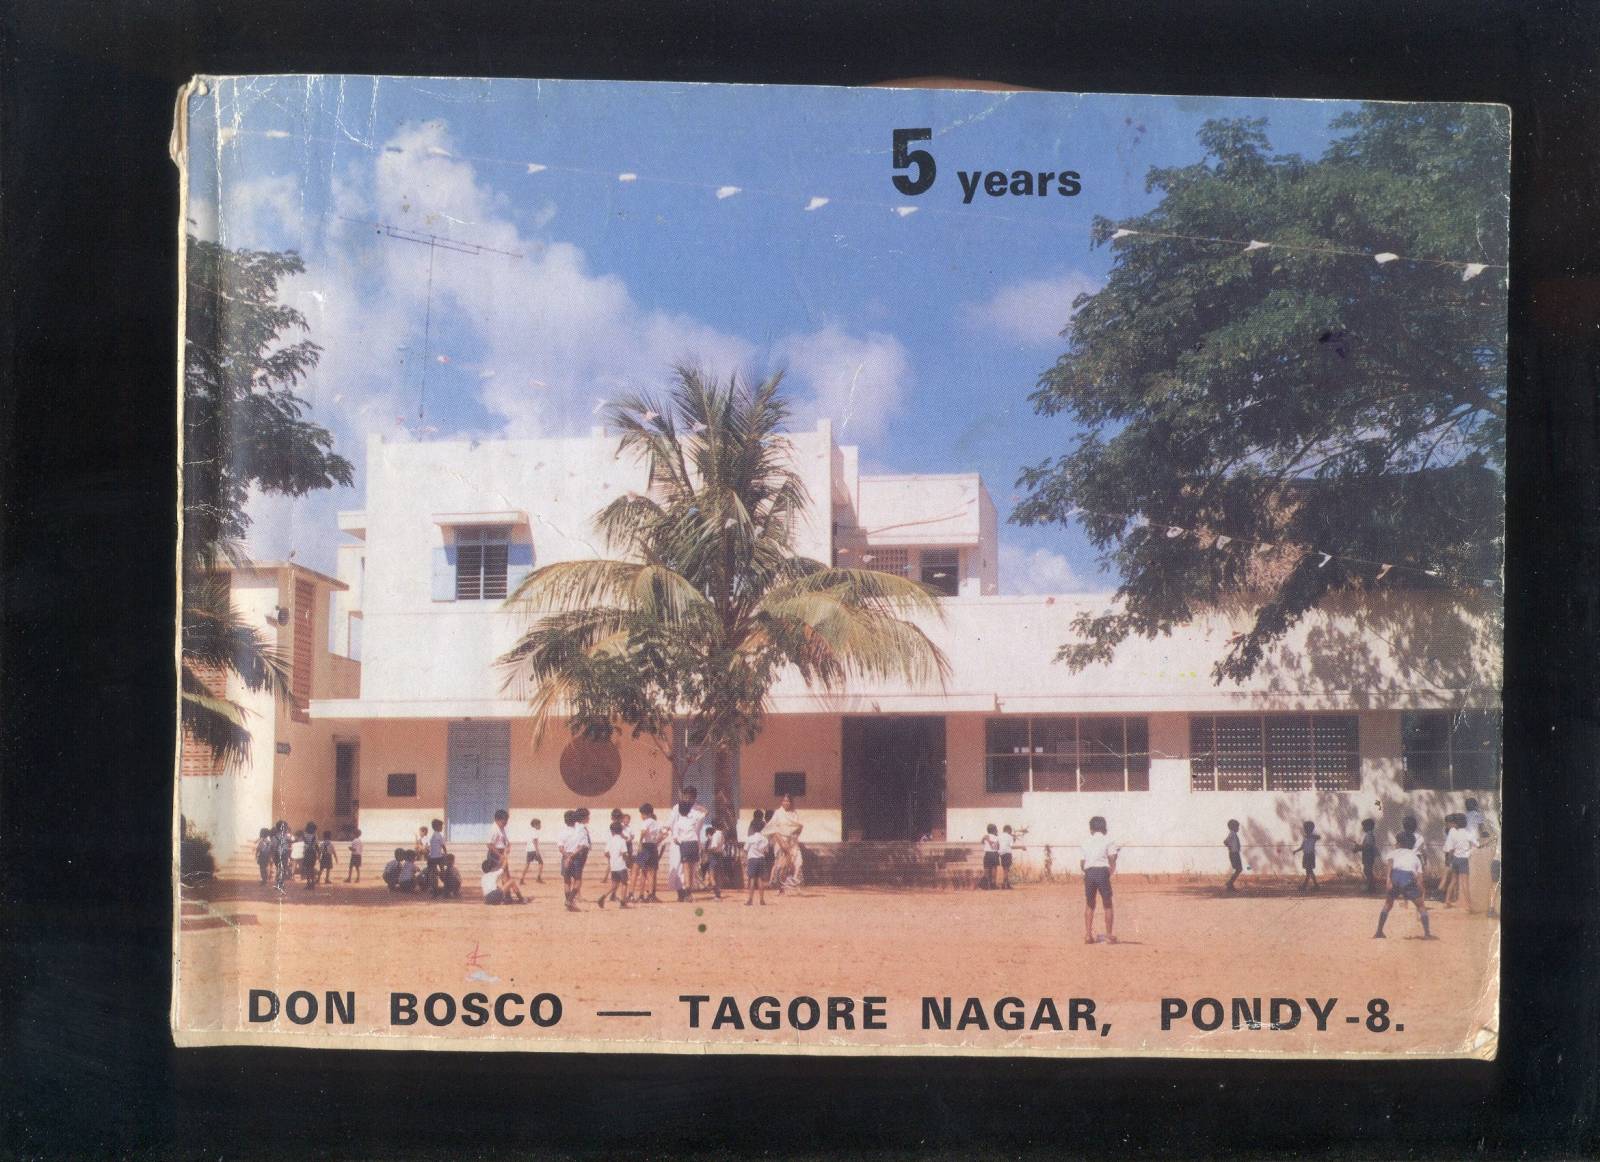 5 years
DON BOSCO — TAGORE NAGAR, PONDY-8.